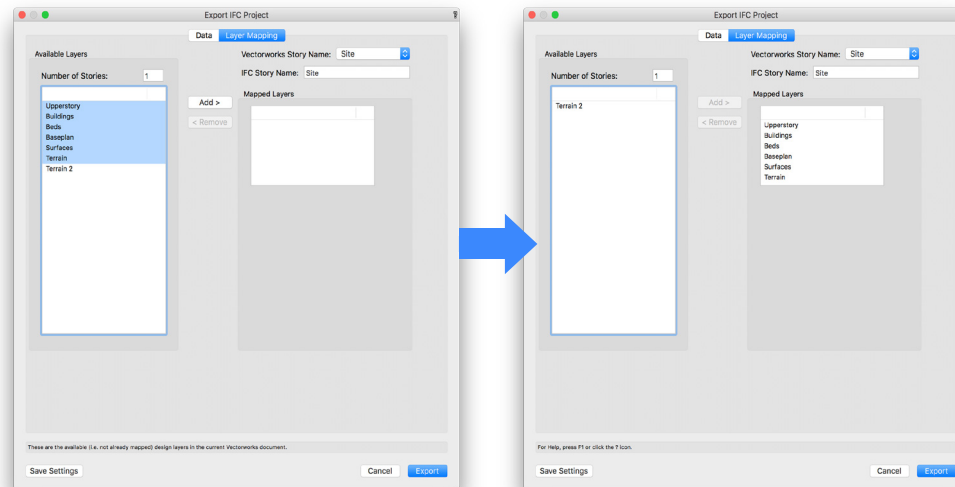 Export IFC Project
?
Data
Layer Mapping
Available Layers
Number of Stories:
1
Upperstory
Buildings
Beds
Baseplan
Surfaces
Terrain
Terrain 2
Add >
< Remove
Vectorworks Story Name:
Site
IFC Story Name:
Site
Mapped Layers
These are the available (i.e. not already mapped) design layers in the current Vectorworks document.
Save Settings
Cancel
Export
Export IFC Project
Data
Layer Mapping
Available Layers
Number of Stories:
1
Terrain 2
Add >
< Remove
Vectorworks Story Name:
Site
IFC Story Name:
Site
Mapped Layers
Upperstory
Buildings
Beds
Baseplan
Surfaces
Terrain
For Help, press F1 or click the ? icon.
Save Settings
Cancel
Export